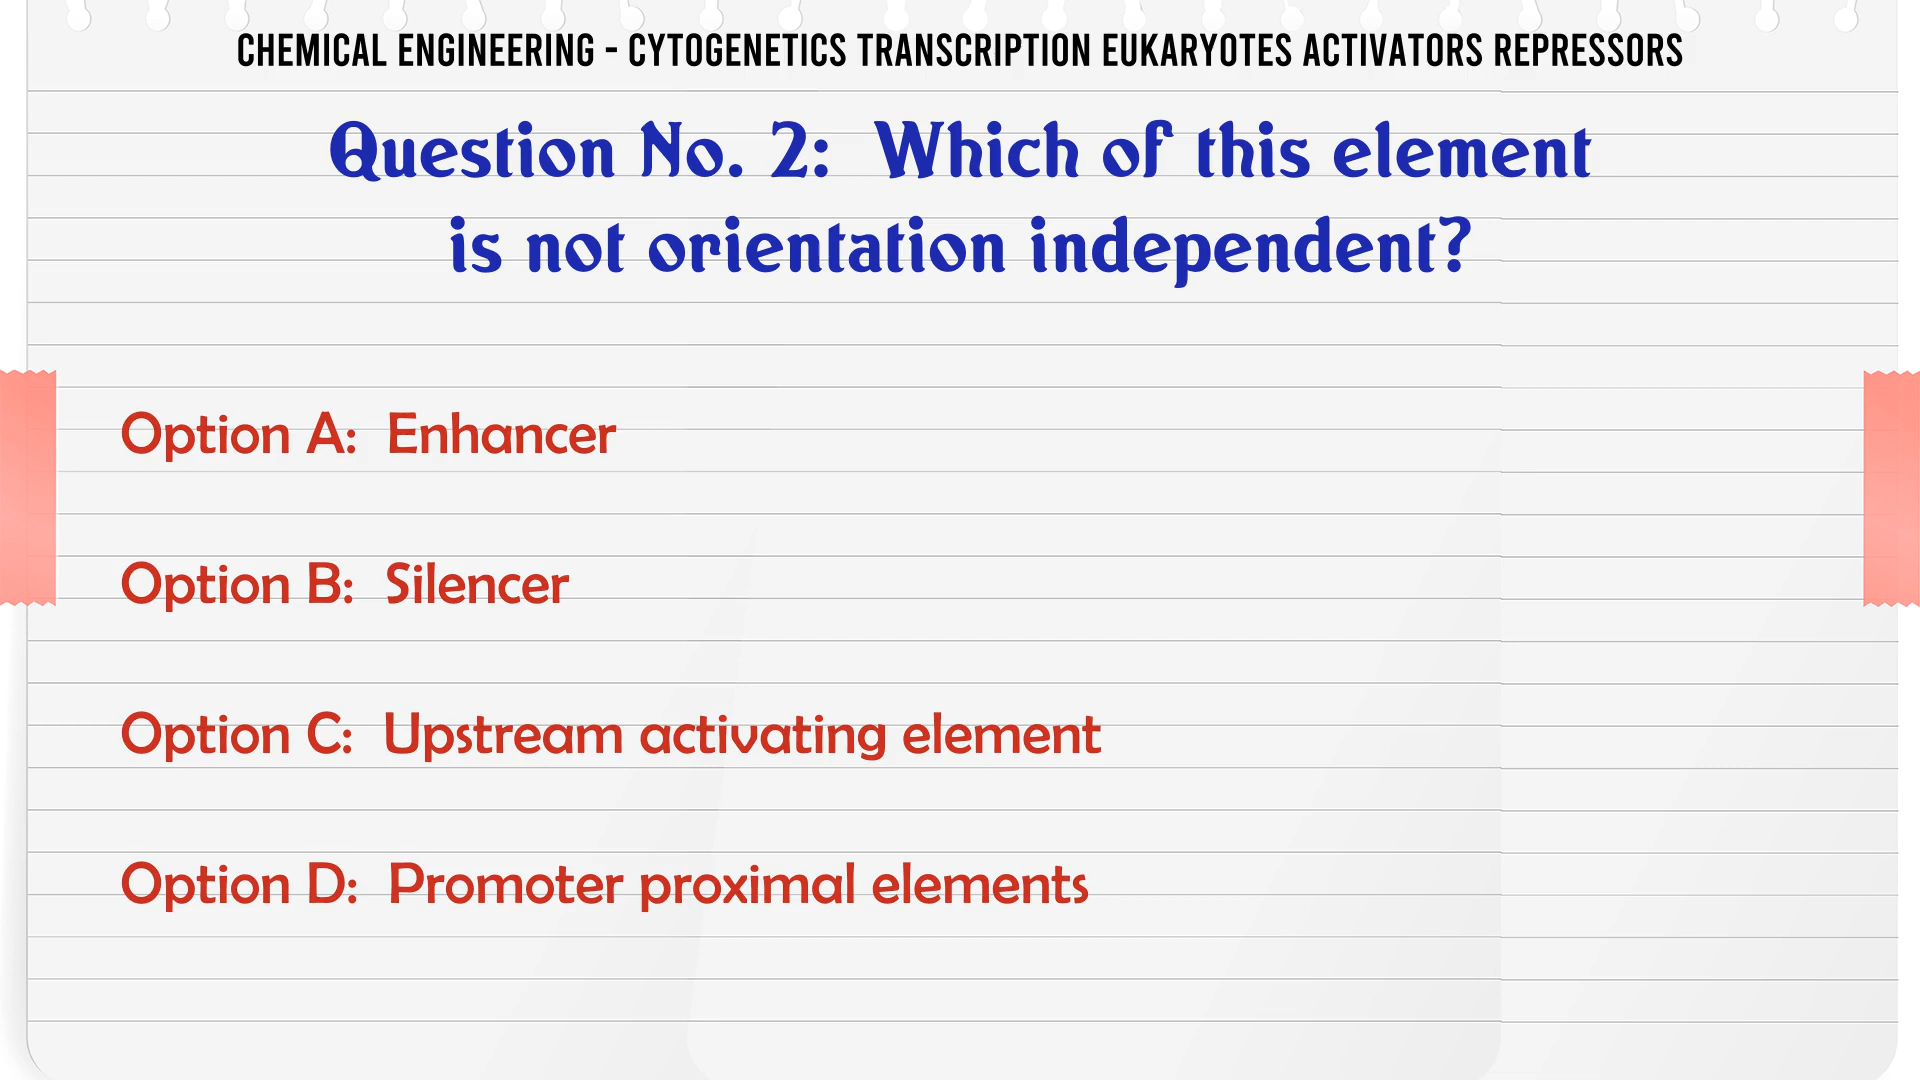 CHEMICAL ENGINEERING - CYTOGENETICS TRANSCRIPTION EUKARYOTES ACTIVATORS REPRESSORS
Question No. 2: Which of this element
is not orientation independent?
Option A: Enhancer
Option B: Silencer
Option C: Upstream activating element
Option D: Promoter proximal elements